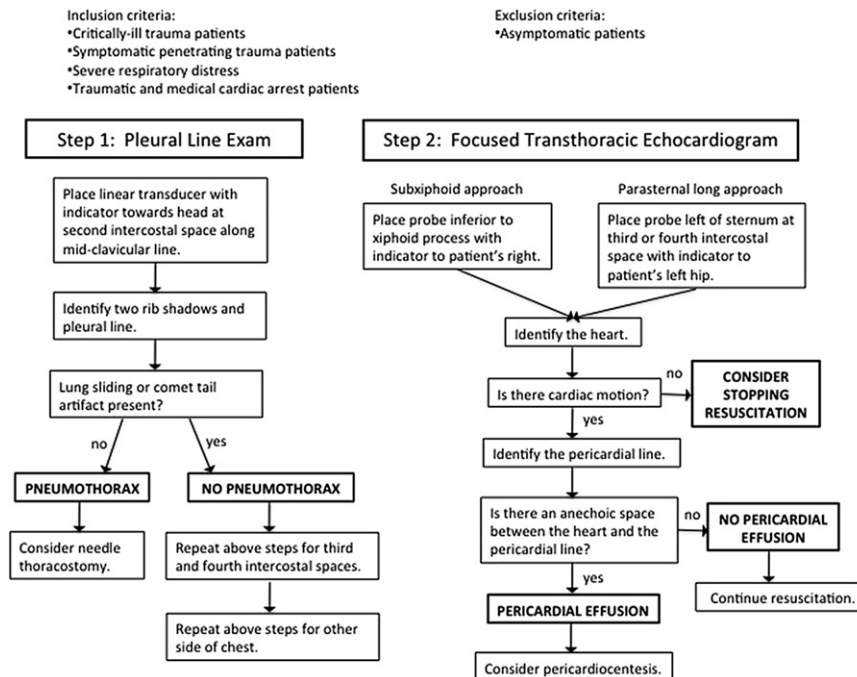 Inclusion criteria:
•Critically-ill trauma patients
•Symptomatic penetrating trauma patients
•Severe respiratory distress
•Traumatic and medical cardiac arrest patients
Exclusion criteria:
•Asymptomatic patients
Step 1: Pleural Line Exam
Place linear transducer with
indicator towards head at
second intercostal space along
mid-clavicular line.
Identify two rib shadows and
pleural line.
Lung sliding or comet tail
artifact present?
no
yes
PNEUMOTHORAX
NO PNEUMOTHORAX
Consider needle
thoracostomy.
Repeat above steps for third
and fourth intercostal spaces.
Repeat above steps for other
side of chest.
Step 2: Focused Transthoracic Echocardiogram
Subxiphoid approach
Parasternal long approach
Place probe inferior to
xiphoid process with
indicator to patient's right.
Place probe left of sternum at
third or fourth intercostal
space with indicator to
patient's left hip.
Identify the heart.
Is there cardiac motion?
no
CONSIDER
STOPPING
RESUSCITATION
yes
Identify the pericardial line.
Is there an anechoic space
between the heart and the
pericardial line?
no
NO PERICARDIAL
EFFUSION
yes
Continue resuscitation.
PERICARDIAL EFFUSION
Consider pericardiocentesis.